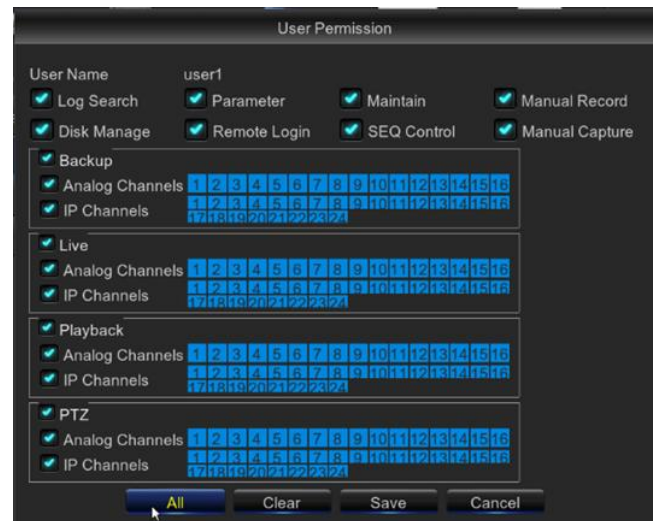 User Permission
User Name user1
Log Search Parameter Maintain Manual Record
Disk Manage Remote Login SEQ Control Manual Capture
Backup
Analog Channels 1 2 3 4 5 6 7 8 9 10 11 12 13 14 15 16
IP Channels 1 2 3 4 5 6 7 8 9 10 11 12 13 14 15 16
17 18 19 20 21 22 23 24
Live
Analog Channels 1 2 3 4 5 6 7 8 9 10 11 12 13 14 15 16
IP Channels 1 2 3 4 5 6 7 8 9 10 11 12 13 14 15 16
17 18 19 20 21 22 23 24
Playback
Analog Channels 1 2 3 4 5 6 7 8 9 10 11 12 13 14 15 16
IP Channels 1 2 3 4 5 6 7 8 9 10 11 12 13 14 15 16
17 18 19 20 21 22 23 24
PTZ
Analog Channels 1 2 3 4 5 6 7 8 9 10 11 12 13 14 15 16
IP Channels 1 2 3 4 5 6 7 8 9 10 11 12 13 14 15 16
17 18 19 20 21 22 23 24
All Clear Save Cancel